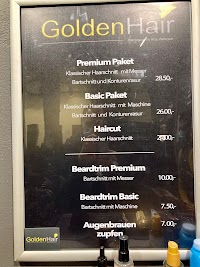 GoldenHair
Premium Paket
Klassischer Haarschnitt mit Messer
Bartschnitt und Konturenrasur 28.50,-
Basic Paket
Klassischer Haarschnitt mit Maschine
Bartschnitt und Konturenrasur 26.00,-
Haircut
Klassischer Haarschnitt
Beardtrim Premium
Bartschnitt mit Messer 10.00,-
Beardtrim Basic
Bartschnitt mit Maschine 7.50,-
Augenbrauen 7.00,-
zupfen
GoldenHair